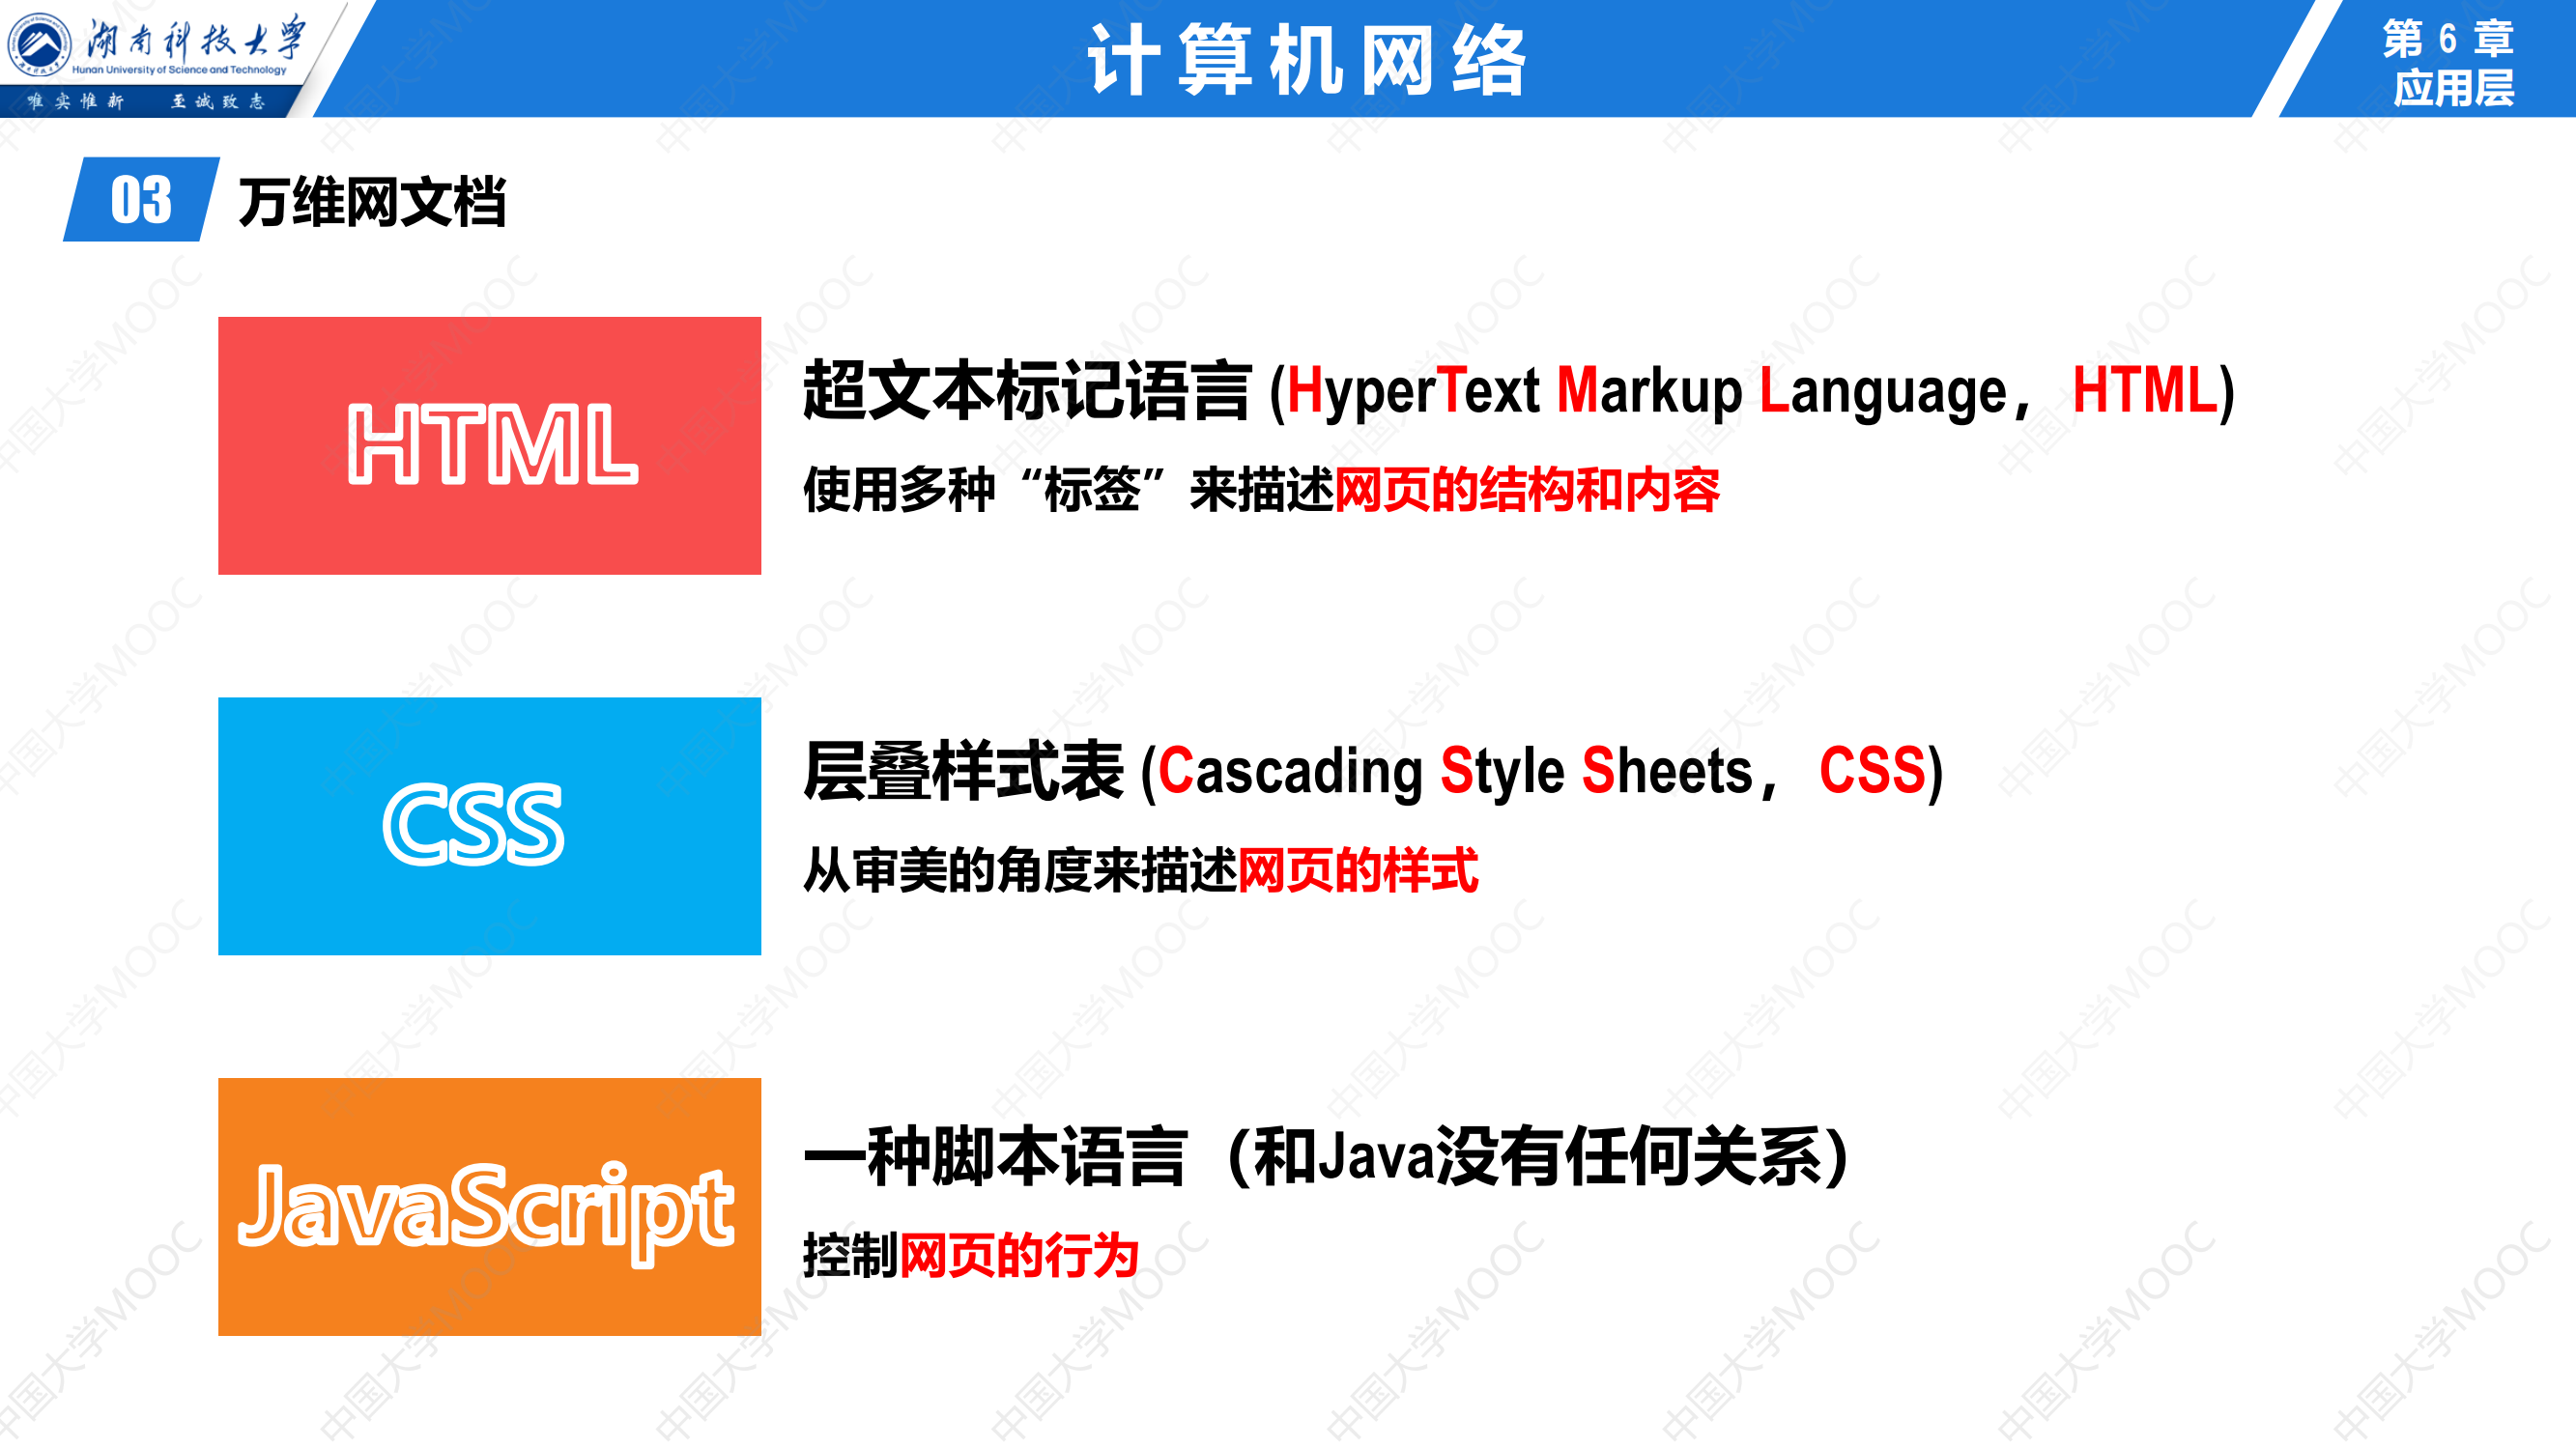 湖南科技大学
Hunan University of Science and Technology
唯实惟新 至诚致志
计算机网络
第 6 章
应用层
03 万维网文档
HTML
超文本标记语言 (HyperText Markup Language，HTML)
使用多种“标签”来描述网页的结构和内容
CSS
层叠样式表 (Cascading Style Sheets，CSS)
从审美的角度来描述网页的样式
JavaScript
一种脚本语言（和Java没有任何关系）
控制网页的行为
中国大学MOOC